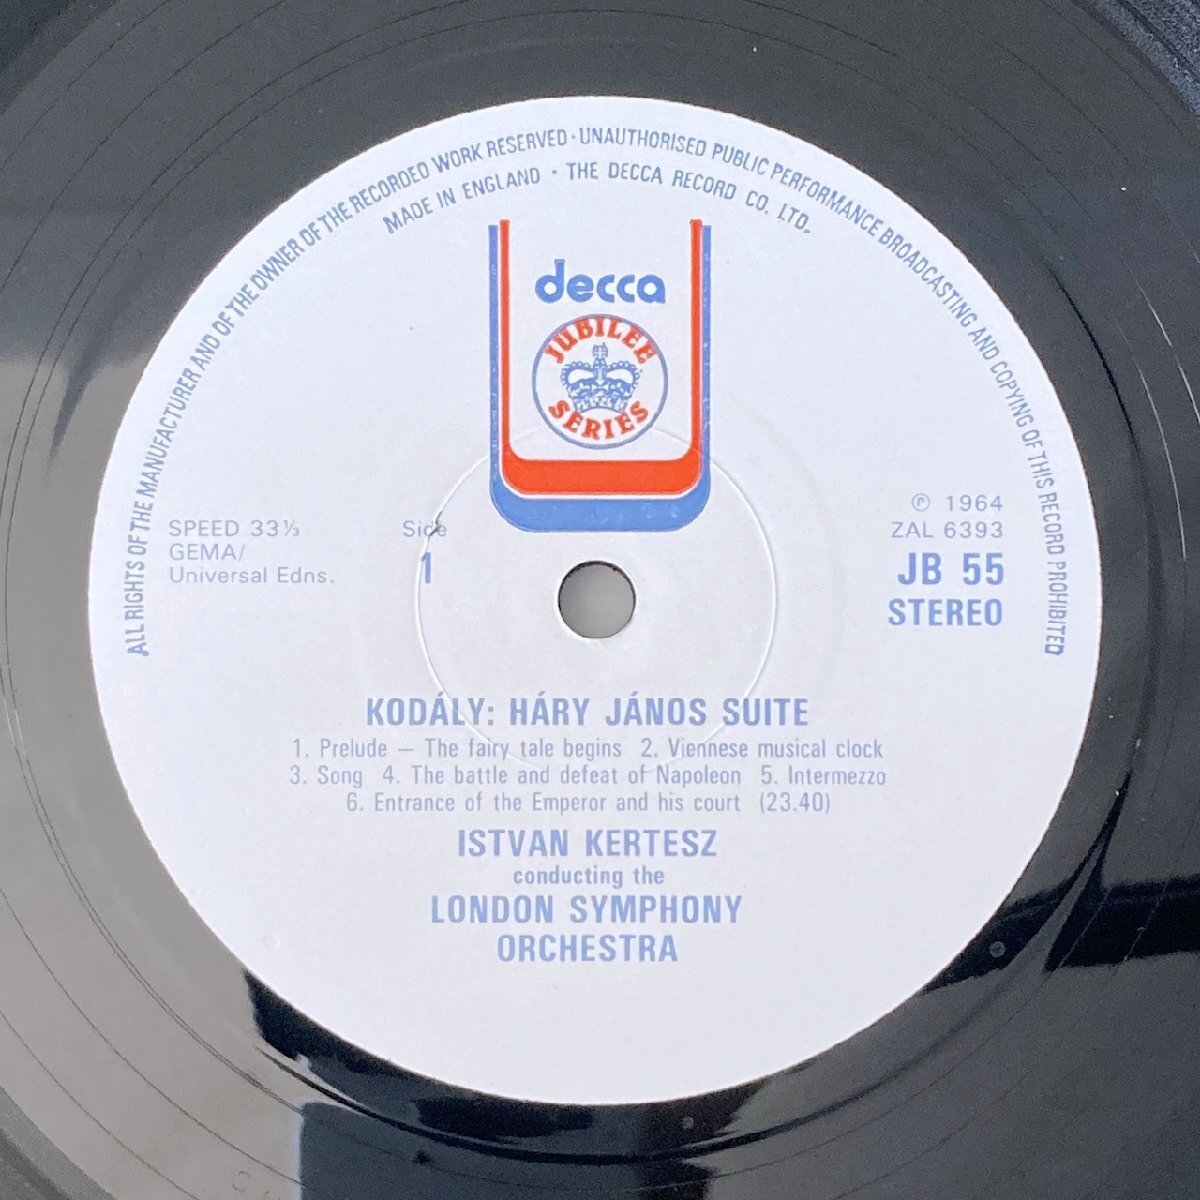 ALL RIGHTS OF THE MANUFACTURER AND OF THE OWNER OF THE RECORDED WORK RESERVED · UNAUTHORISED PUBLIC PERFORMANCE BROADCASTING AND COPYING OF THIS RECORD PROHIBITED
MADE IN ENGLAND · THE DECCA RECORD CO. LTD.
decca
JUBILEE
SERIES
SPEED 33⅓
GEMA/
Universal Edns.
Side
1
℗ 1964
ZAL 6393
JB 55
STEREO
KODÁLY: HÁRY JÁNOS SUITE
1. Prelude — The fairy tale begins 2. Viennese musical clock
3. Song 4. The battle and defeat of Napoleon 5. Intermezzo
6. Entrance of the Emperor and his court (23.40)
ISTVAN KERTESZ
conducting the
LONDON SYMPHONY
ORCHESTRA